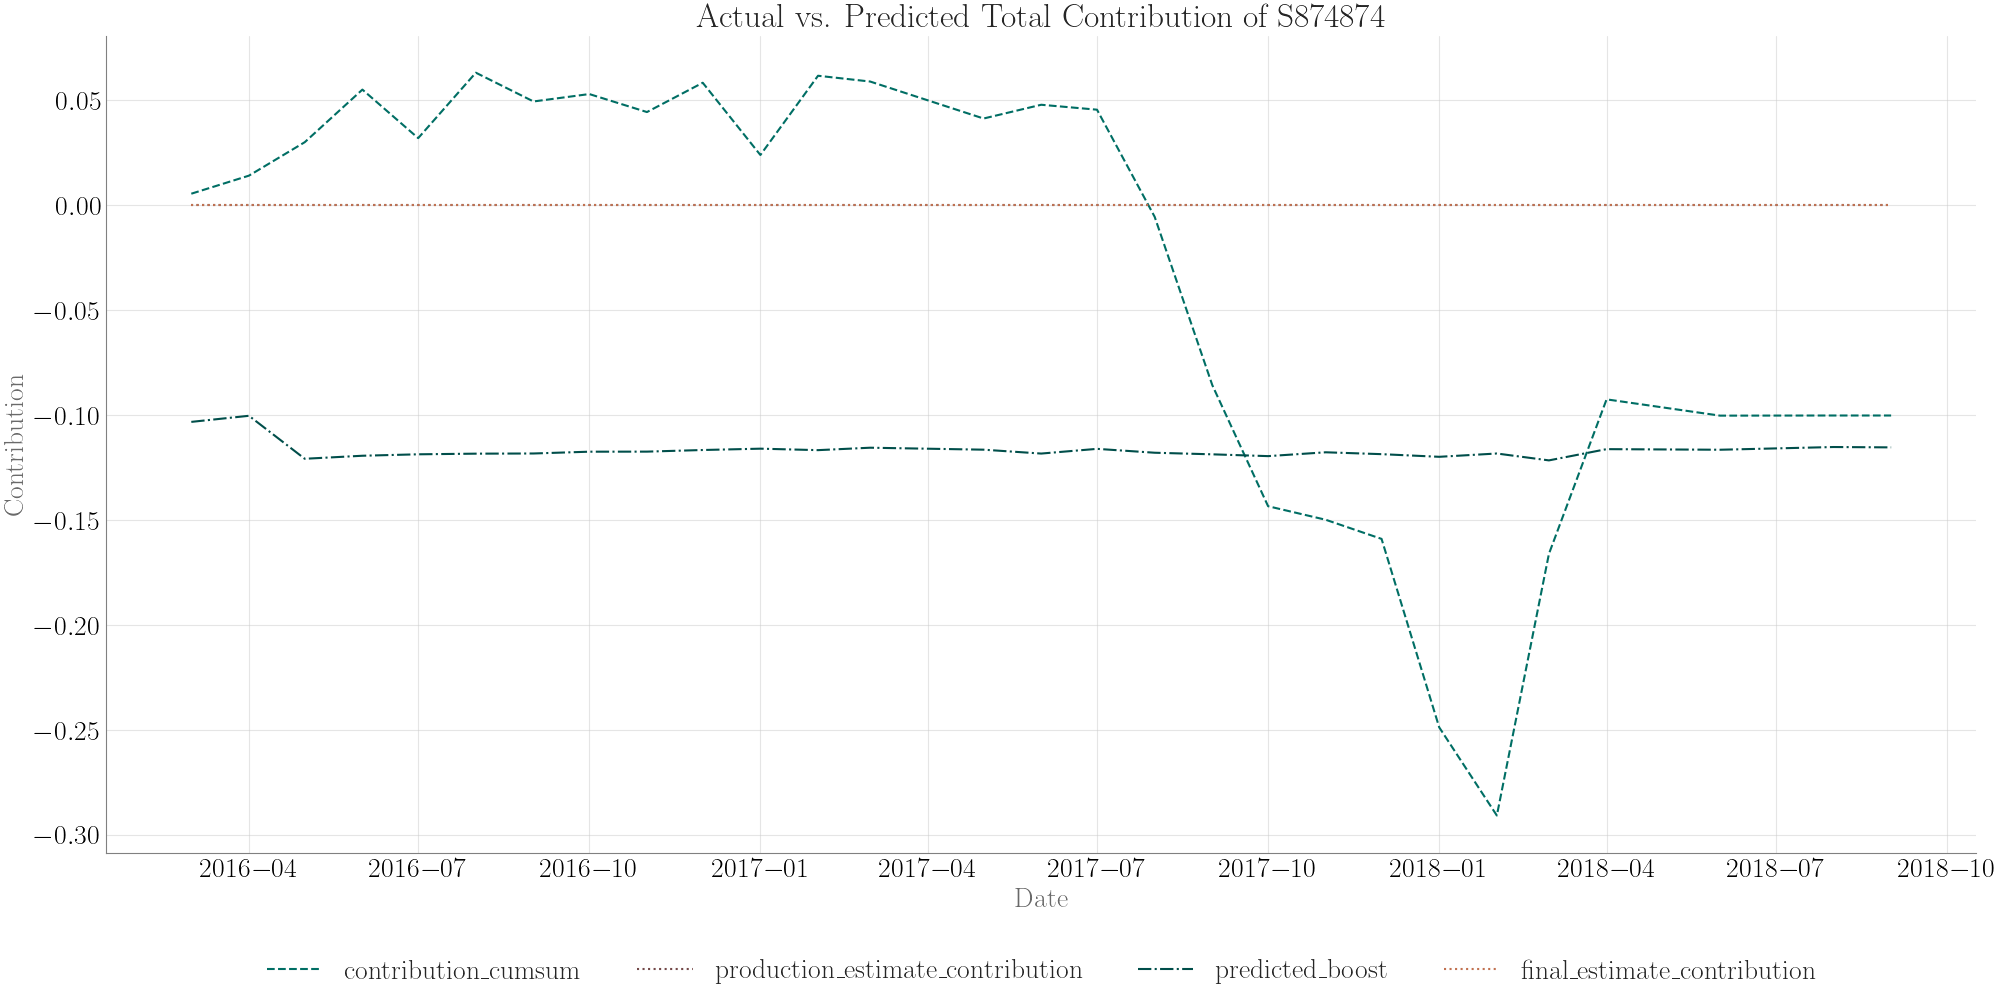 Actual vs. Predicted Total Contribution of S874874
Contribution
0.05
0.00
−0.05
−0.10
−0.15
−0.20
−0.25
−0.30
2016−04 2016−07 2016−10 2017−01 2017−04 2017−07 2017−10 2018−01 2018−04 2018−07 2018−10
Date
contribution_cumsum production_estimate_contribution predicted_boost final_estimate_contribution